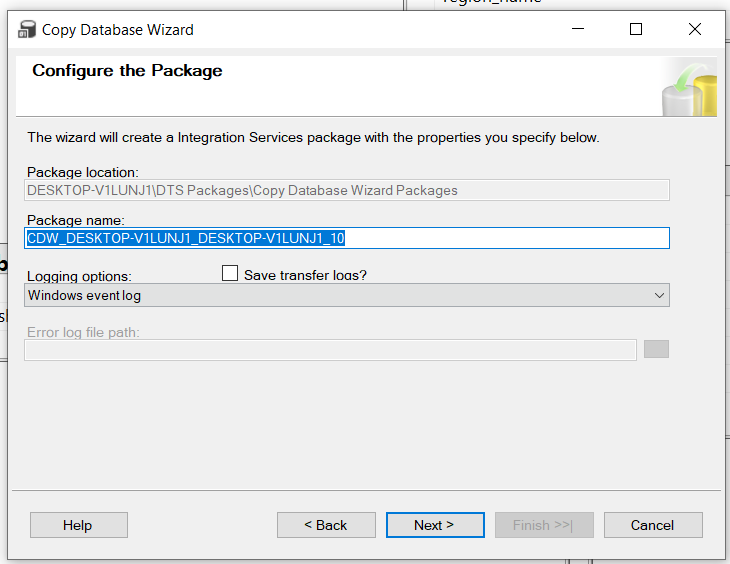 region_name
Copy Database Wizard
Configure the Package
The wizard will create a Integration Services package with the properties you specify below.
Package location:
DESKTOP-V1LUNJ1\DTS Packages\Copy Database Wizard Packages
Package name:
CDW_DESKTOP-V1LUNJ1_DESKTOP-V1LUNJ1_10
Logging options:
Save transfer logs?
Windows event log
Error log file path:
Help
< Back
Next >
Finish >>|
Cancel